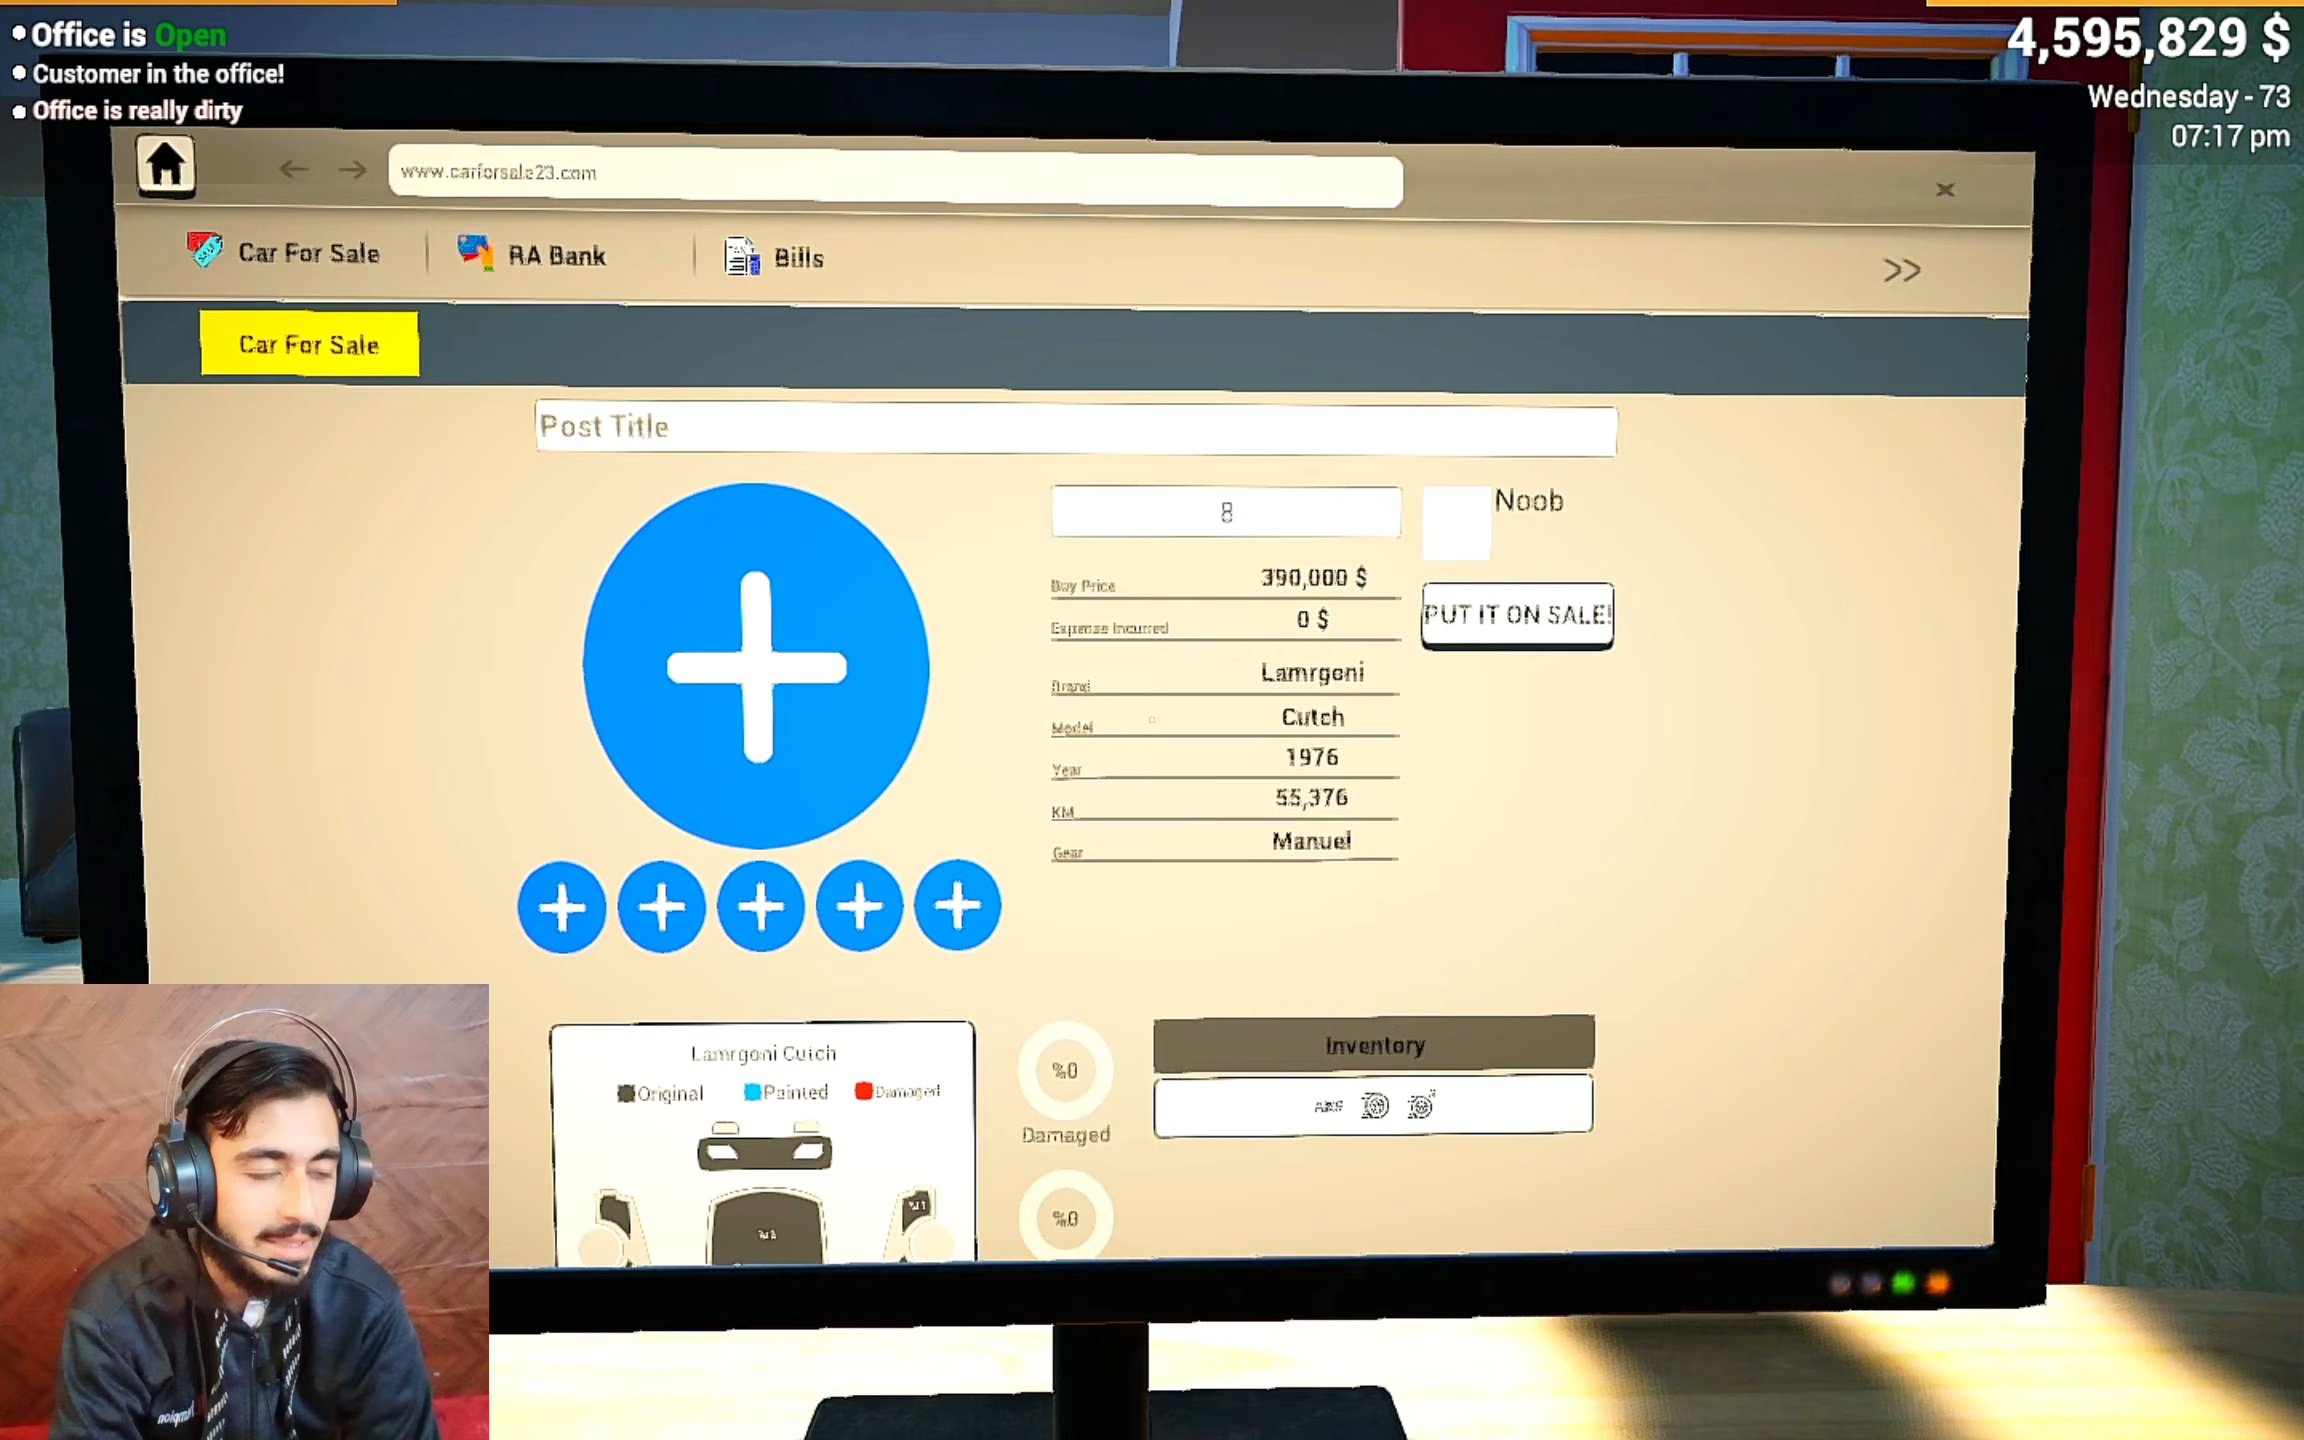 Office is Open
Customer in the office!
Office is really dirty
4,595,829 $
Wednesday - 73
07:17 pm
www.carforsale23.com
Car For Sale
RA Bank
Bills
>>
Car For Sale
Post Title
8
Noob
Buy Price 390,000 $
PUT IT ON SALE!
Expense Incurred 0 $
Brand Lamrgoni
Model Cutch
Year 1976
KM 55,376
Gear Manuel
Lamrgoni Cutch
Original Painted Damaged
%0
Damaged
%0
Inventory